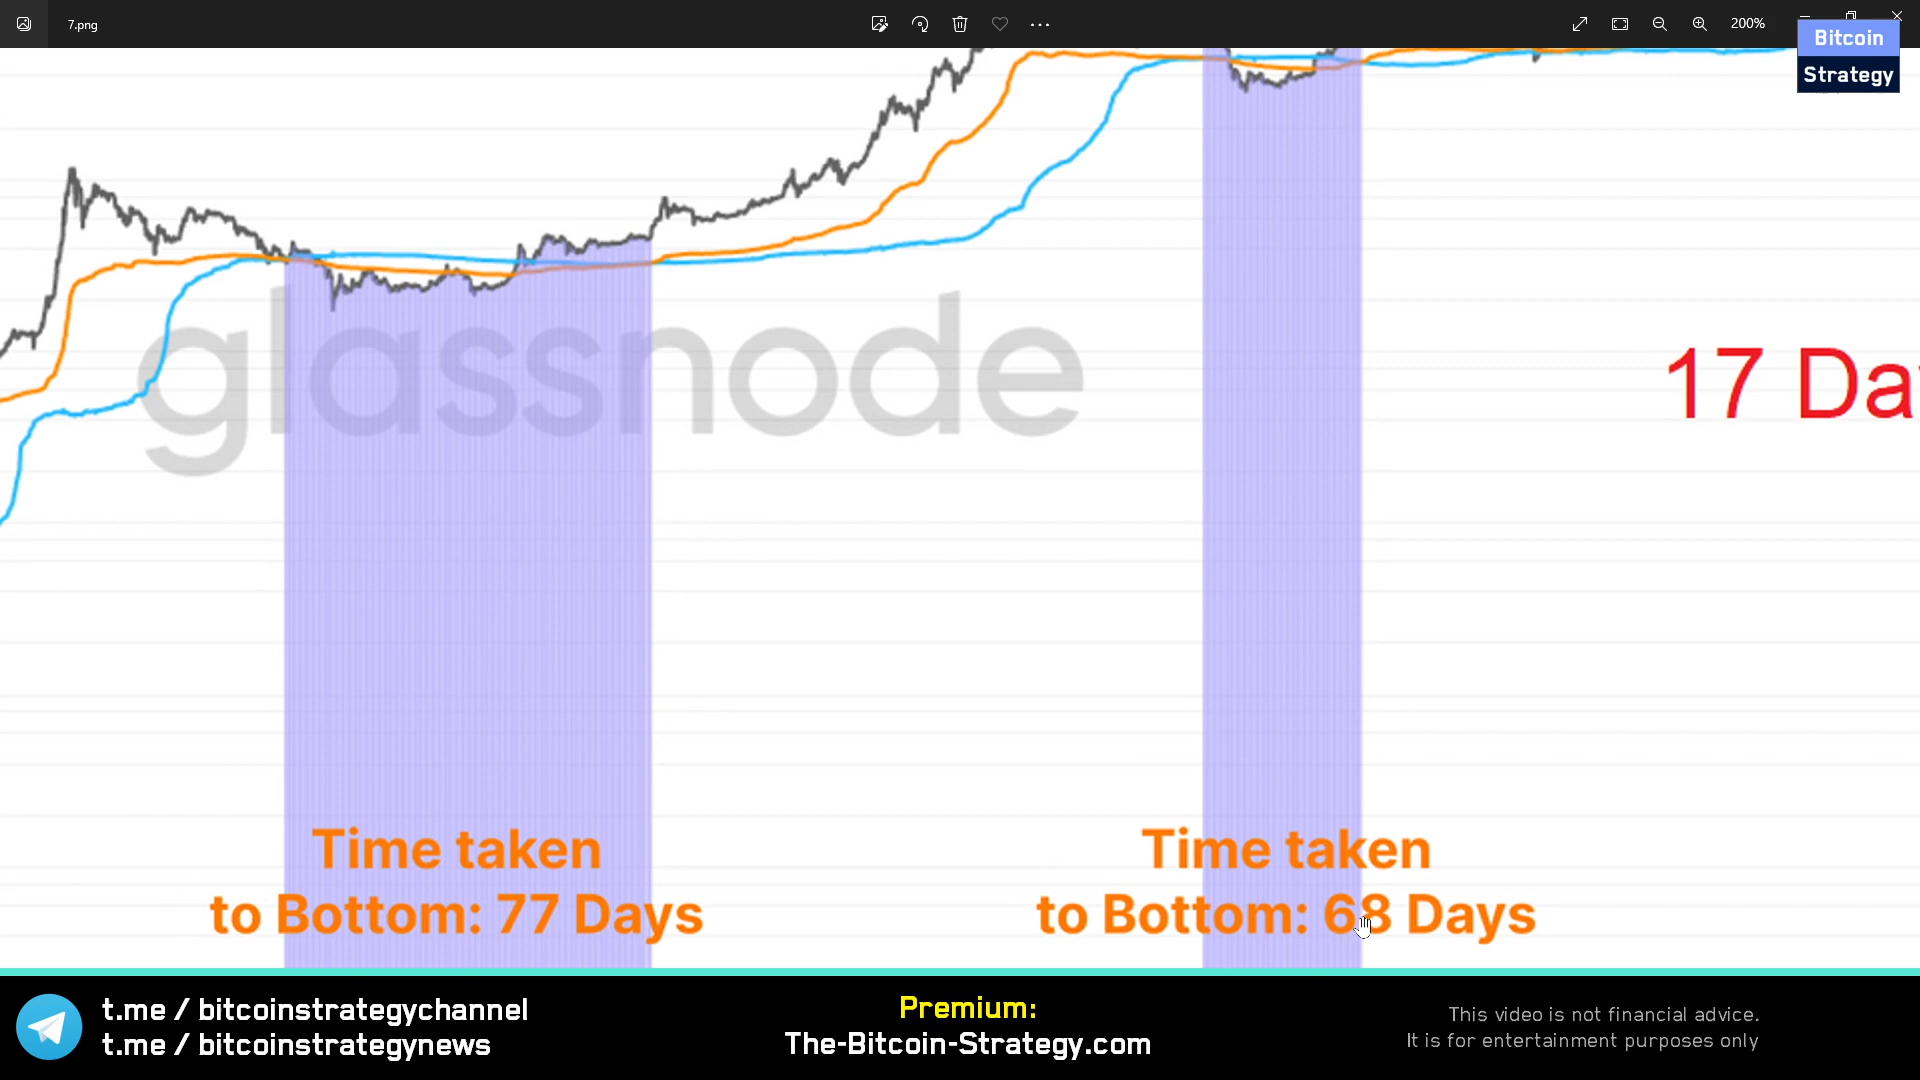 7.png
200%
Bitcoin
Strategy
glassnode
17 Da
Time taken
to Bottom: 77 Days
Time taken
to Bottom: 68 Days
t.me / bitcoinstrategychannel
t.me / bitcoinstrategynews
Premium:
The-Bitcoin-Strategy.com
This video is not financial advice.
It is for entertainment purposes only